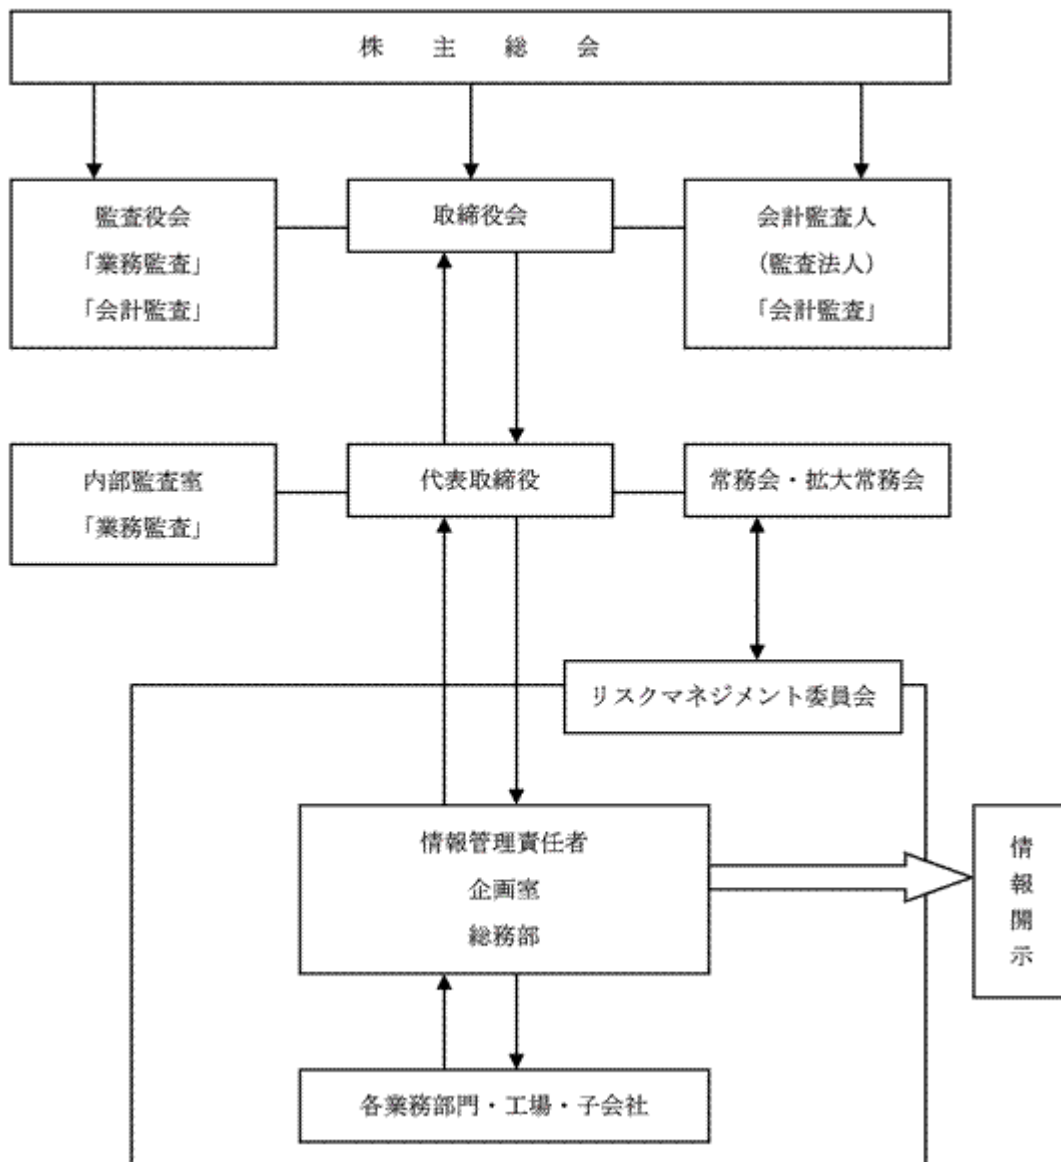 株主総会
監査役会
「業務監査」
「会計監査」
取締役会
会計監査人
（監査法人）
「会計監査」
内部監査室
「業務監査」
代表取締役
常務会・拡大常務会
リスクマネジメント委員会
情報管理責任者
企画室
総務部
情報開示
各業務部門・工場・子会社